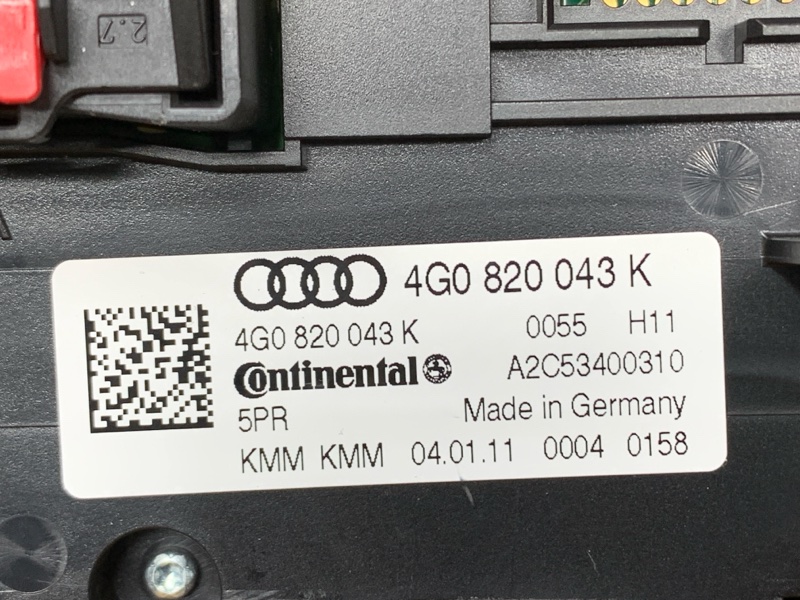 2.7
4G0 820 043 K
4G0 820 043 K 0055 H11
Continental A2C53400310
5PR Made in Germany
KMM KMM 04.01.11 0004 0158